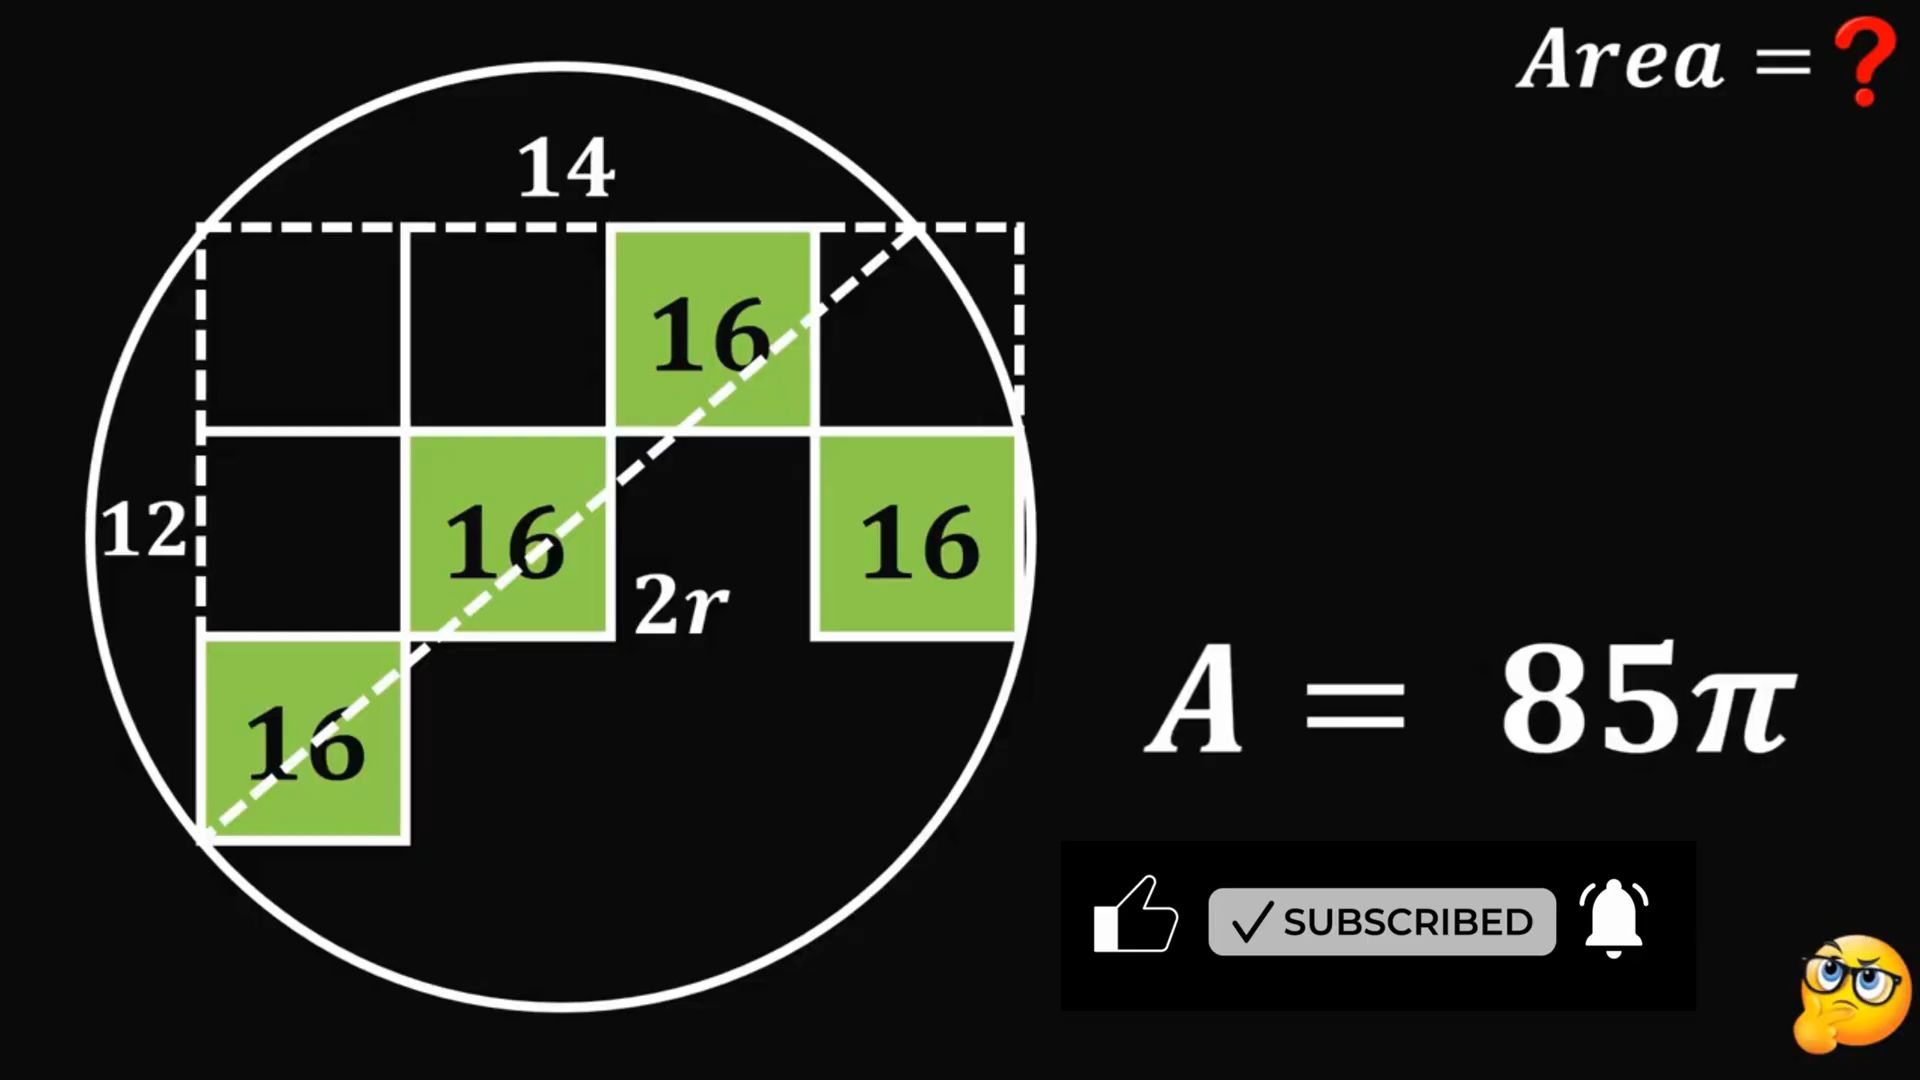 Area = ?
14
16
12
16
16
2r
16
A = 85π
SUBSCRIBED